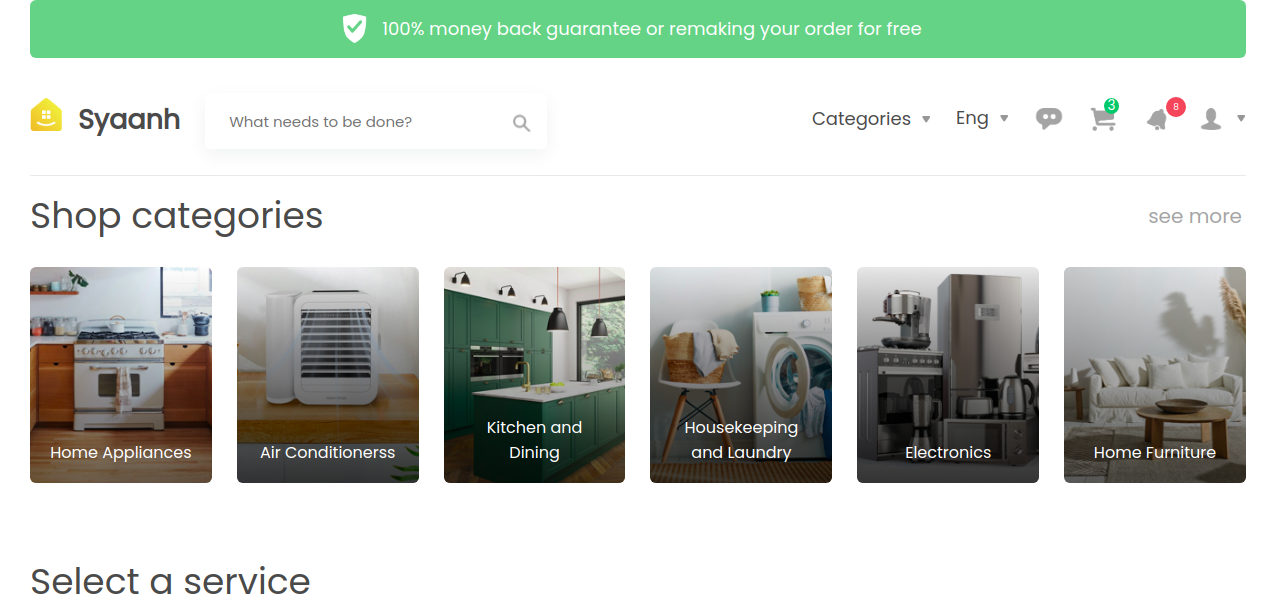 100% money back guarantee or remaking your order for free
Syaanh
What needs to be done?
Categories
Eng
3
8
Shop categories
see more
Home Appliances
Air Conditionerss
Kitchen and
Dining
Housekeeping
and Laundry
Electronics
Home Furniture
Select a service